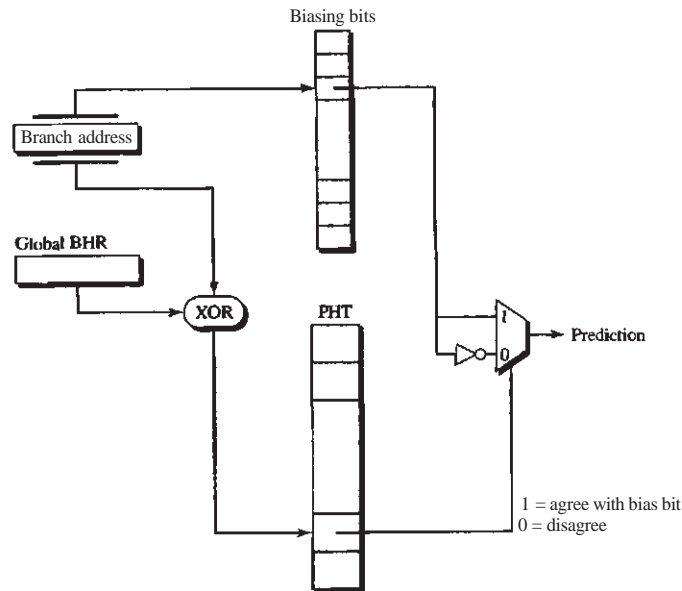 Biasing bits
Branch address
Global BHR
XOR
PHT
1
0
Prediction
1 = agree with bias bit
0 = disagree